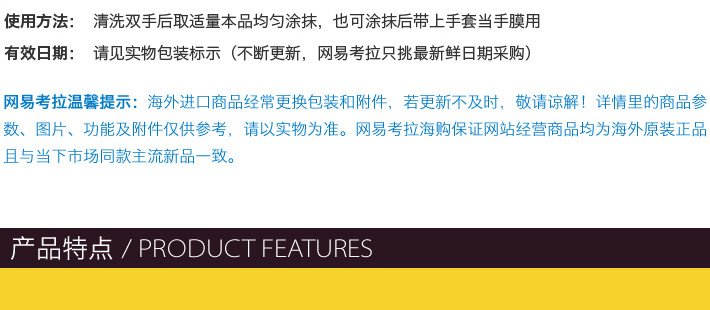 使用方法： 清洗双手后取适量本品均匀涂抹，也可涂抹后带上手套当手膜用
有效日期： 请见实物包装标示（不断更新，网易考拉只挑最新鲜日期采购）
网易考拉温馨提示：海外进口商品经常更换包装和附件，若更新不及时，敬请谅解！详情里的商品参
数、图片、功能及附件仅供参考，请以实物为准。网易考拉海购保证网站经营商品均为海外原装正品
且与当下市场同款主流新品一致。
产品特点 / PRODUCT FEATURES